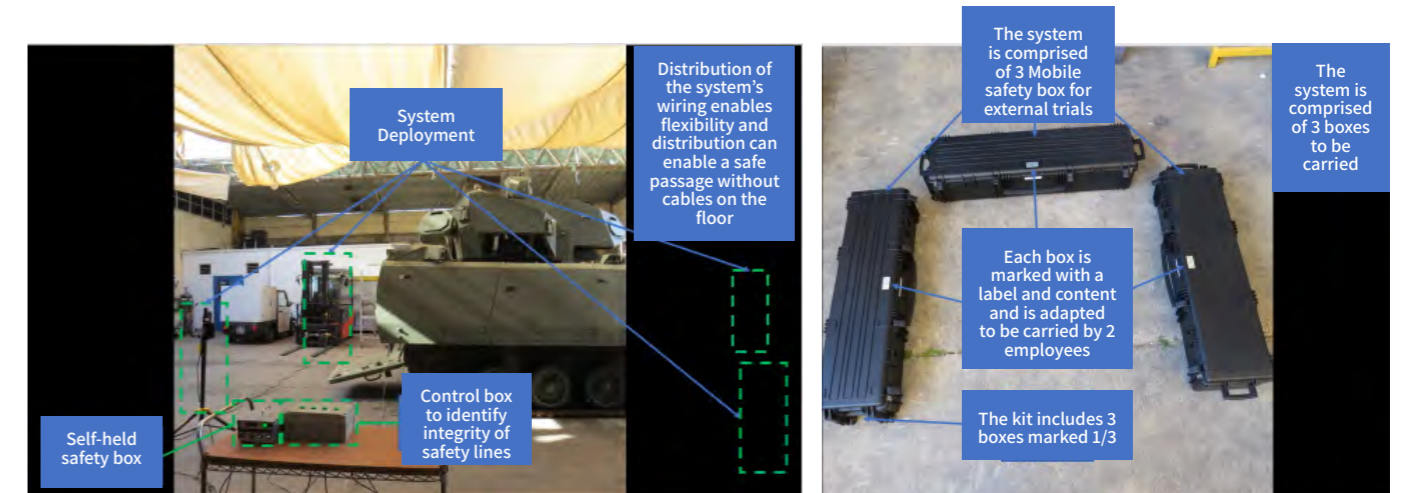 System
Deployment
Distribution of
the system's
wiring enables
flexibility and
distribution can
enable a safe
passage without
cables on the
floor
Self-held
safety box
Control box
to identify
integrity of
safety lines
The system
is comprised
of 3 Mobile
safety box for
external trials
The
system is
comprised
of 3 boxes
to be
carried
Each box is
marked with a
label and content
and is adapted
to be carried by 2
employees
The kit includes 3
boxes marked 1/3